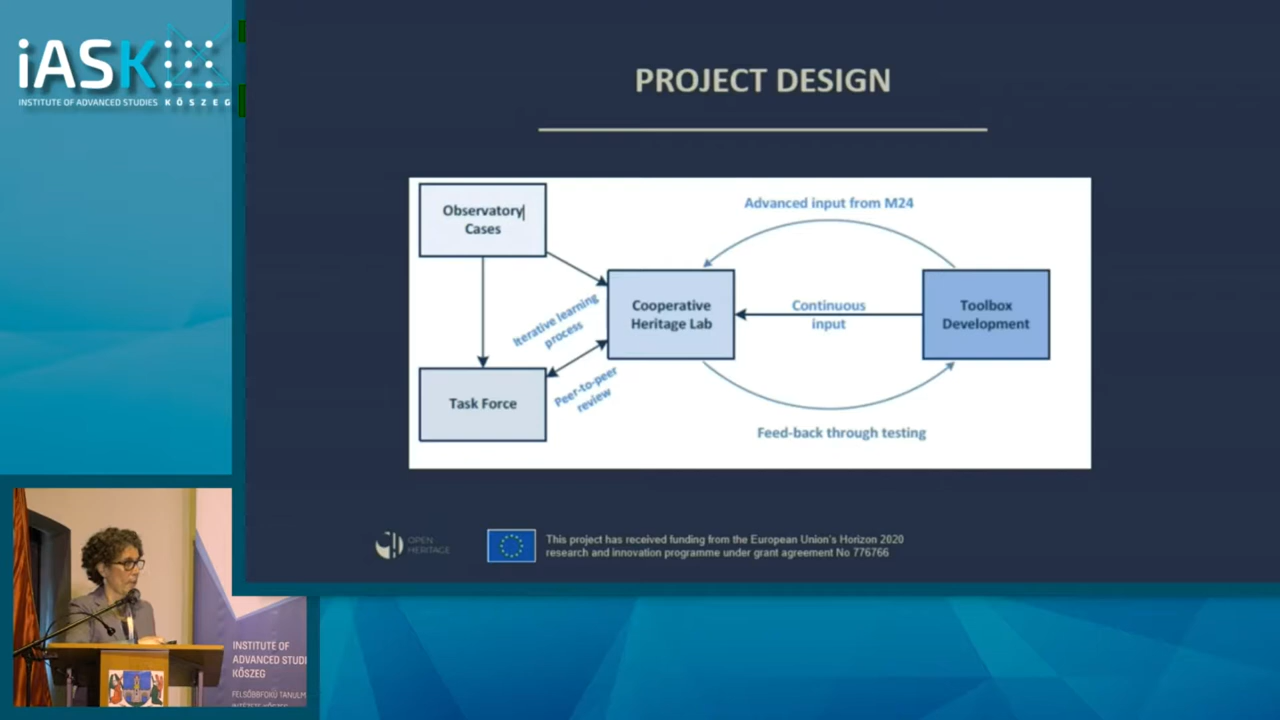 iASK
INSTITUTE OF ADVANCED STUDIES KŐSZEG
PROJECT DESIGN
Observatory
Cases
Advanced input from M24
Cooperative
Heritage Lab
Continuous
input
Toolbox
Development
Iterative learning
process
Peer-to-peer
review
Task Force
Feed-back through testing
OPEN
HERITAGE
This project has received funding from the European Union's Horizon 2020
research and innovation programme under grant agreement No 776766
INSTITUTE OF
ADVANCED STUDI
KŐSZEG
FELSŐBBFOKÚ TANULM